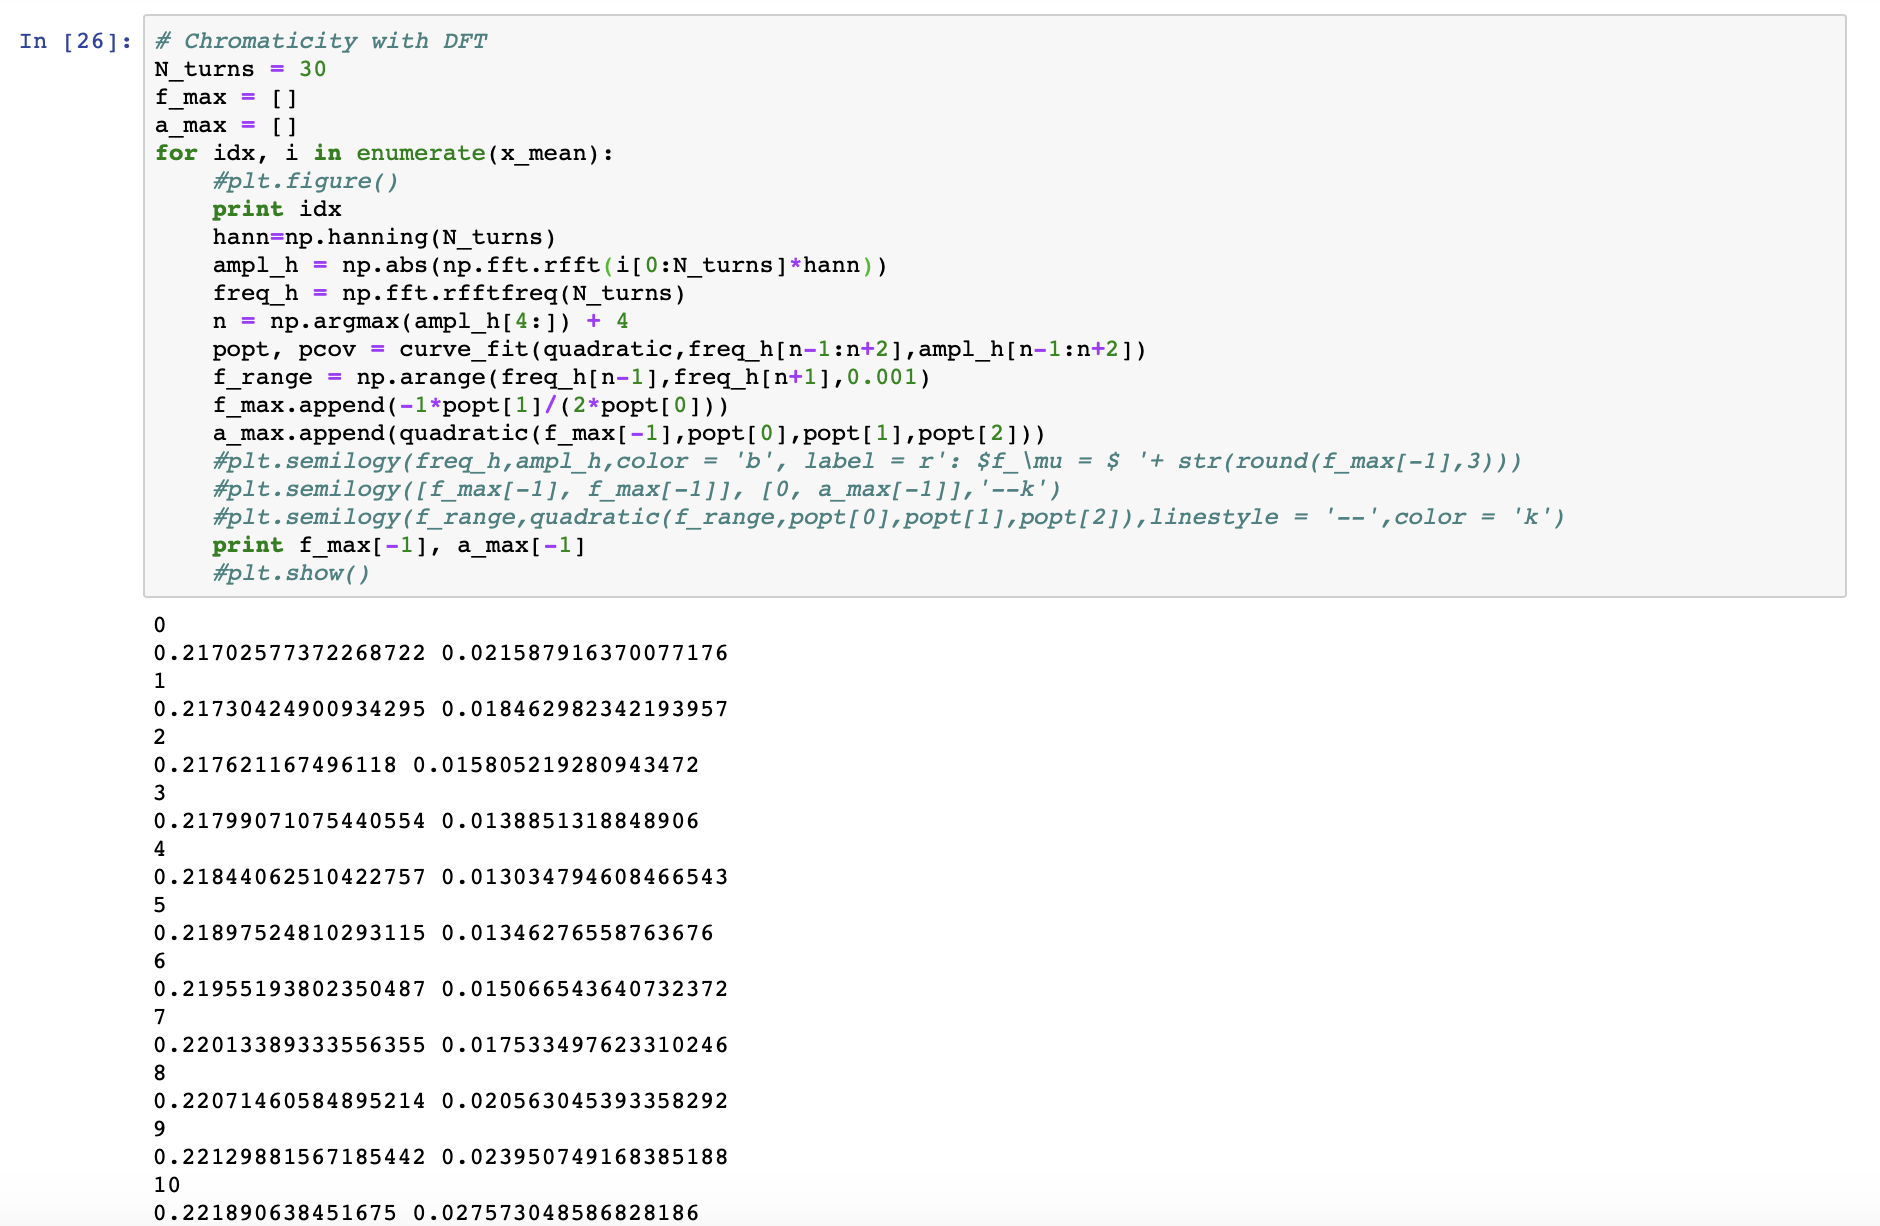 In [26]: # Chromaticity with DFT
N_turns = 30
f_max = []
a_max = []
for idx, i in enumerate(x_mean):
    #plt.figure()
    print idx
    hann=np.hanning(N_turns)
    ampl_h = np.abs(np.fft.rfft(i[0:N_turns]*hann))
    freq_h = np.fft.rfftfreq(N_turns)
    n = np.argmax(ampl_h[4:]) + 4
    popt, pcov = curve_fit(quadratic,freq_h[n-1:n+2],ampl_h[n-1:n+2])
    f_range = np.arange(freq_h[n-1],freq_h[n+1],0.001)
    f_max.append(-1*popt[1]/(2*popt[0]))
    a_max.append(quadratic(f_max[-1],popt[0],popt[1],popt[2]))
    #plt.semilogy(freq_h,ampl_h,color = 'b', label = r': $f_\mu = $ '+ str(round(f_max[-1],3)))
    #plt.semilogy([f_max[-1], f_max[-1]], [0, a_max[-1]],'--k')
    #plt.semilogy(f_range,quadratic(f_range,popt[0],popt[1],popt[2]),linestyle = '--',color = 'k')
    print f_max[-1], a_max[-1]
    #plt.show()
0
0.21702577372268722 0.021587916370077176
1
0.21730424900934295 0.018462982342193957
2
0.217621167496118 0.015805219280943472
3
0.21799071075440554 0.01388513188848906
4
0.21844062510422757 0.013034794608466543
5
0.21897524810293115 0.01346276558763676
6
0.21955193802350487 0.015066543640732372
7
0.22013389333556355 0.017533497623310246
8
0.22071460584895214 0.020563045393358292
9
0.22129881567185442 0.023950749168385188
10
0.221890638451675 0.027573048586828186